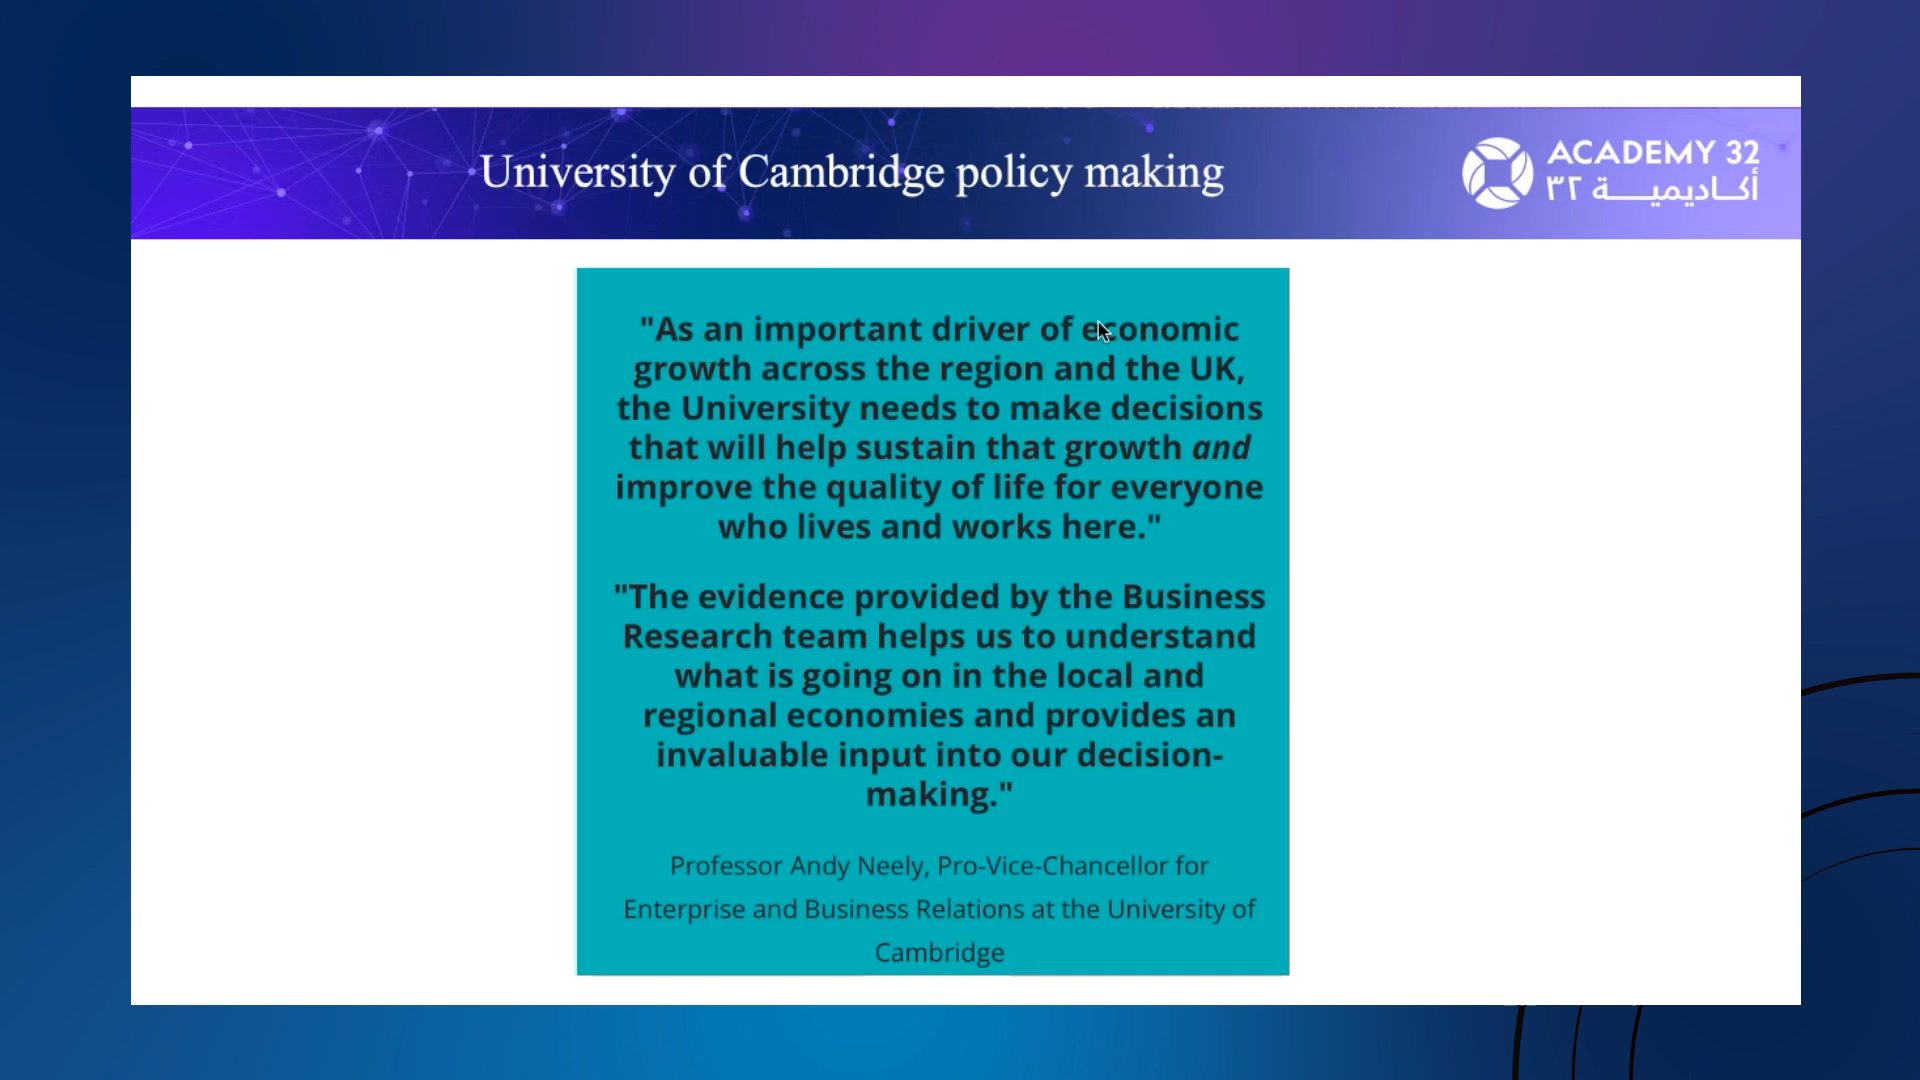 University of Cambridge policy making
ACADEMY 32
أكـاديميـــــة ٣٢
"As an important driver of economic
growth across the region and the UK,
the University needs to make decisions
that will help sustain that growth and
improve the quality of life for everyone
who lives and works here."
"The evidence provided by the Business
Research team helps us to understand
what is going on in the local and
regional economies and provides an
invaluable input into our decision-
making."
Professor Andy Neely, Pro-Vice-Chancellor for
Enterprise and Business Relations at the University of
Cambridge